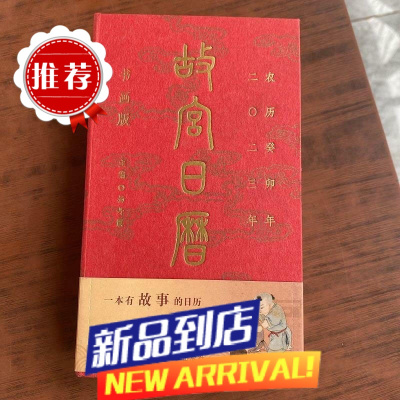 推荐
农历癸卯年
二〇二三年
故宫日曆
书画版
一本有故事的日历
新品到店
NEW ARRIVAL!